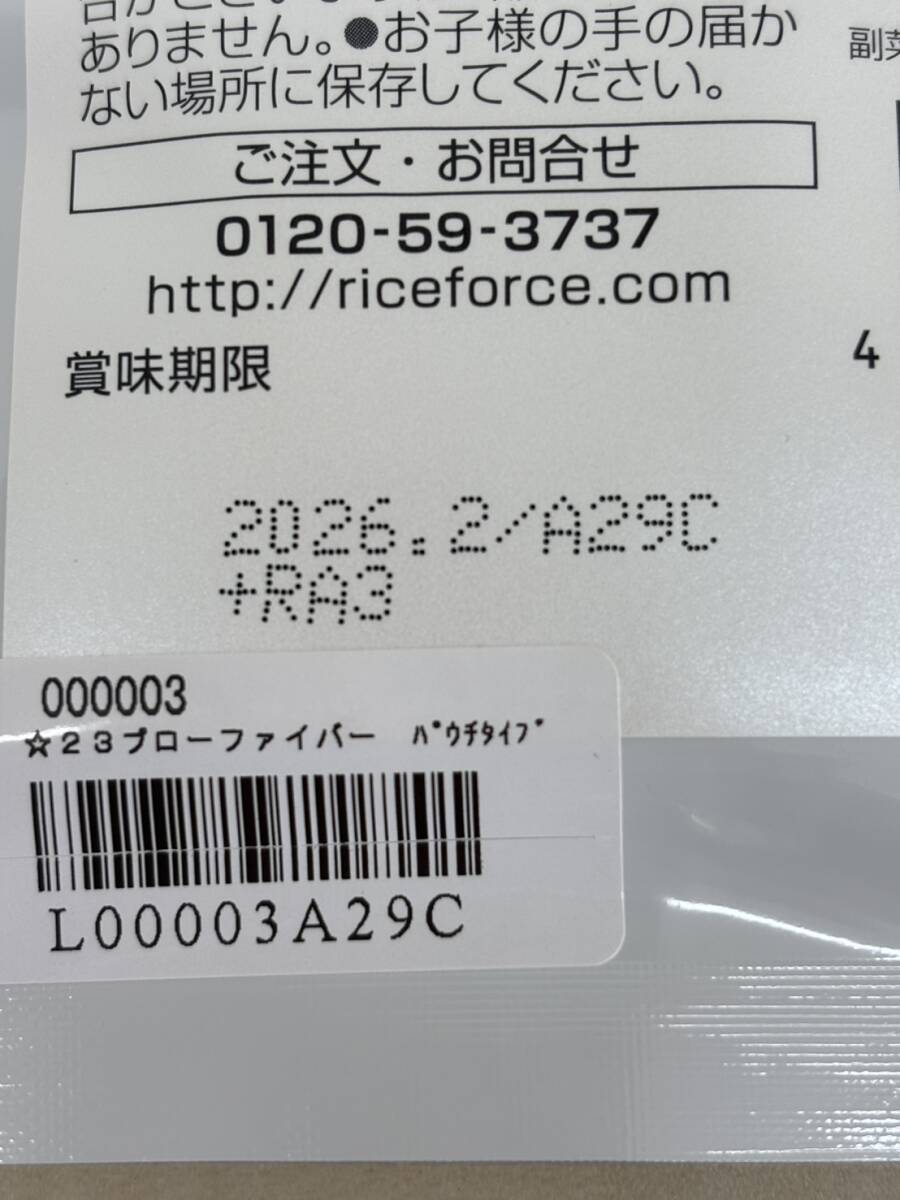 ありません。●お子様の手の届か
ない場所に保存してください。
ご注文・お問合せ
0120-59-3737
http://riceforce.com
賞味期限
2026.2/A29C
+RA3
000003
☆23ブローファイバー ﾊﾟｳﾁﾀｲﾌﾟ
L00003A29C
副菜
4